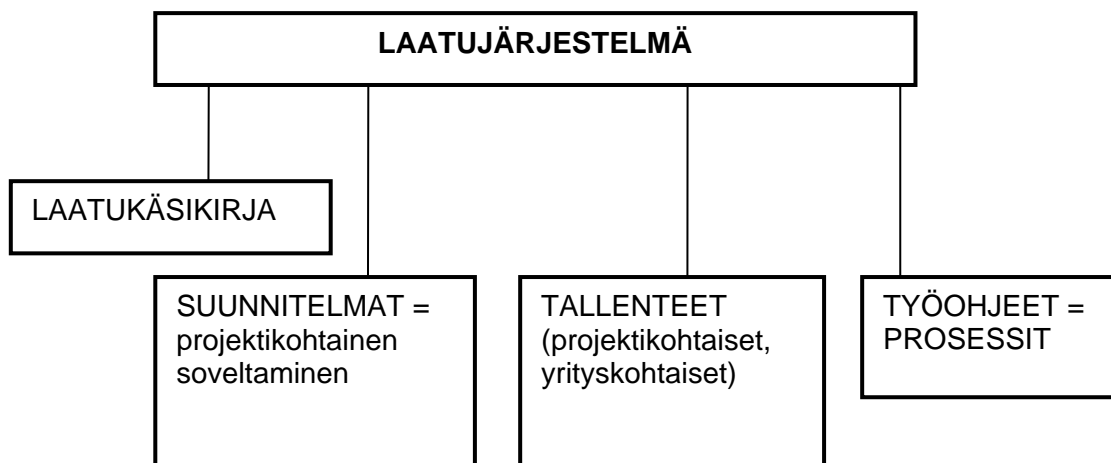 LAATUJÄRJESTELMÄ
LAATUKÄSIKIRJA
SUUNNITELMAT =
projektikohtainen
soveltaminen
TALLENTEET
(projektikohtaiset,
yrityskohtaiset)
TYÖOHJEET =
PROSESSIT